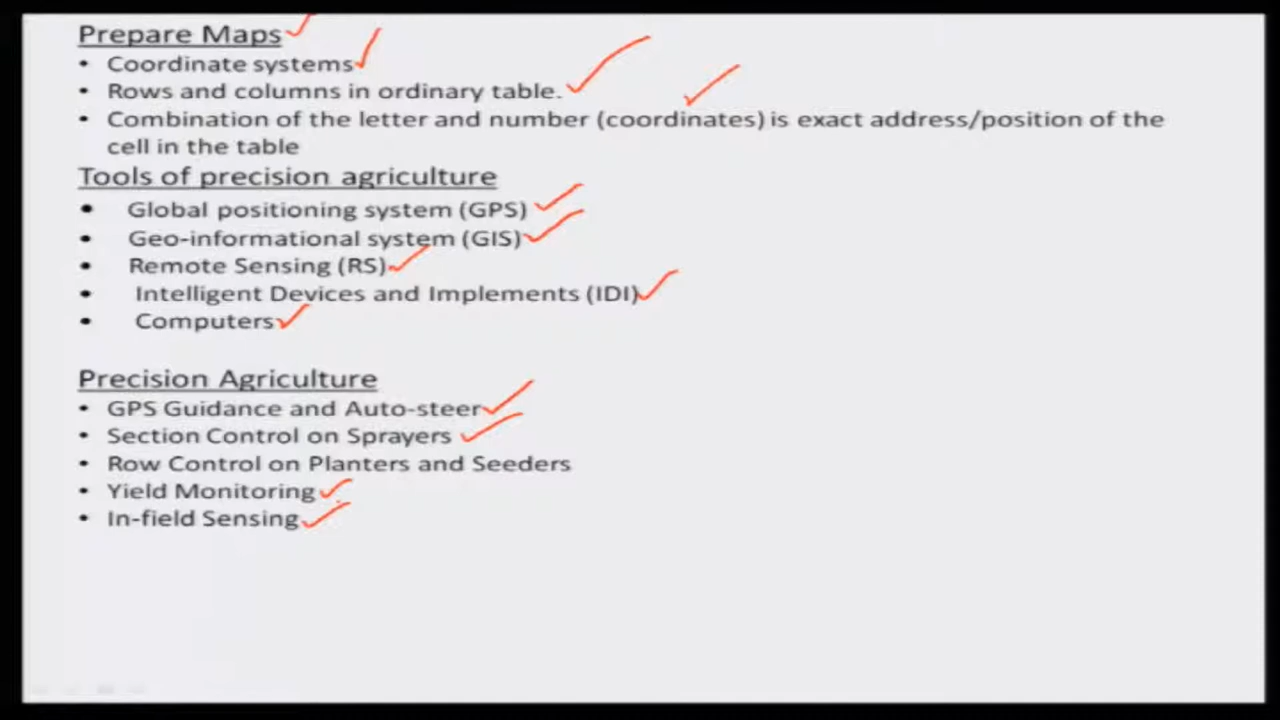 Prepare Maps
• Coordinate systems
• Rows and columns in ordinary table.
• Combination of the letter and number (coordinates) is exact address/position of the
cell in the table
Tools of precision agriculture
• Global positioning system (GPS)
• Geo-informational system (GIS)
• Remote Sensing (RS)
• Intelligent Devices and Implements (IDI)
• Computers
Precision Agriculture
• GPS Guidance and Auto-steer
• Section Control on Sprayers
• Row Control on Planters and Seeders
• Yield Monitoring
• In-field Sensing